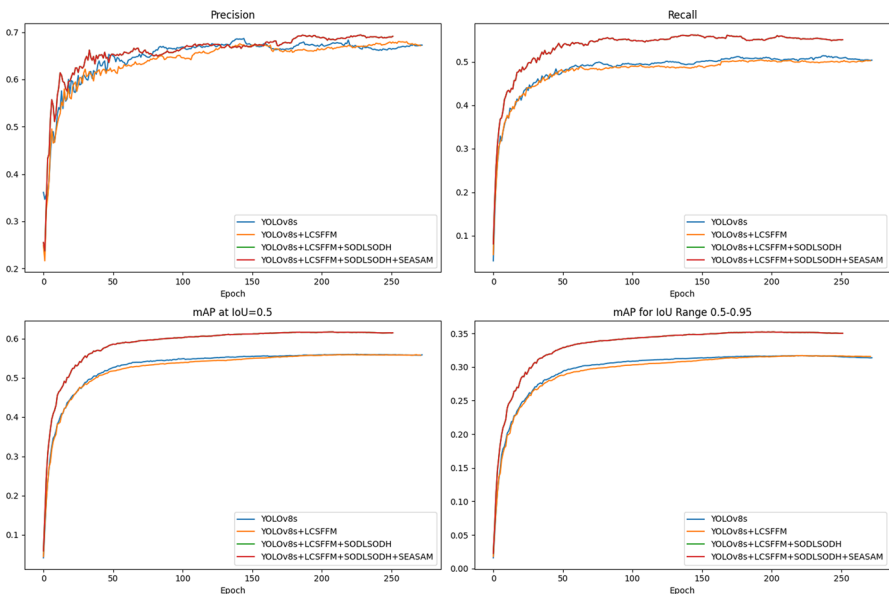 Precision
0.7
0.6
0.5
0.4
0.3
0.2
YOLOv8s
YOLOv8s+LCSFFM
YOLOv8s+LCSFFM+SODLSODH
YOLOv8s+LCSFFM+SODLSODH+SEASAM
0 50 100 150 200 250
Epoch
Recall
0.5
0.4
0.3
0.2
0.1
YOLOv8s
YOLOv8s+LCSFFM
YOLOv8s+LCSFFM+SODLSODH
YOLOv8s+LCSFFM+SODLSODH+SEASAM
0 50 100 150 200 250
Epoch
mAP at IoU=0.5
0.6
0.5
0.4
0.3
0.2
0.1
YOLOv8s
YOLOv8s+LCSFFM
YOLOv8s+LCSFFM+SODLSODH
YOLOv8s+LCSFFM+SODLSODH+SEASAM
0 50 100 150 200 250
Epoch
mAP for IoU Range 0.5-0.95
0.35
0.30
0.25
0.20
0.15
0.10
0.05
0.00
YOLOv8s
YOLOv8s+LCSFFM
YOLOv8s+LCSFFM+SODLSODH
YOLOv8s+LCSFFM+SODLSODH+SEASAM
0 50 100 150 200 250
Epoch